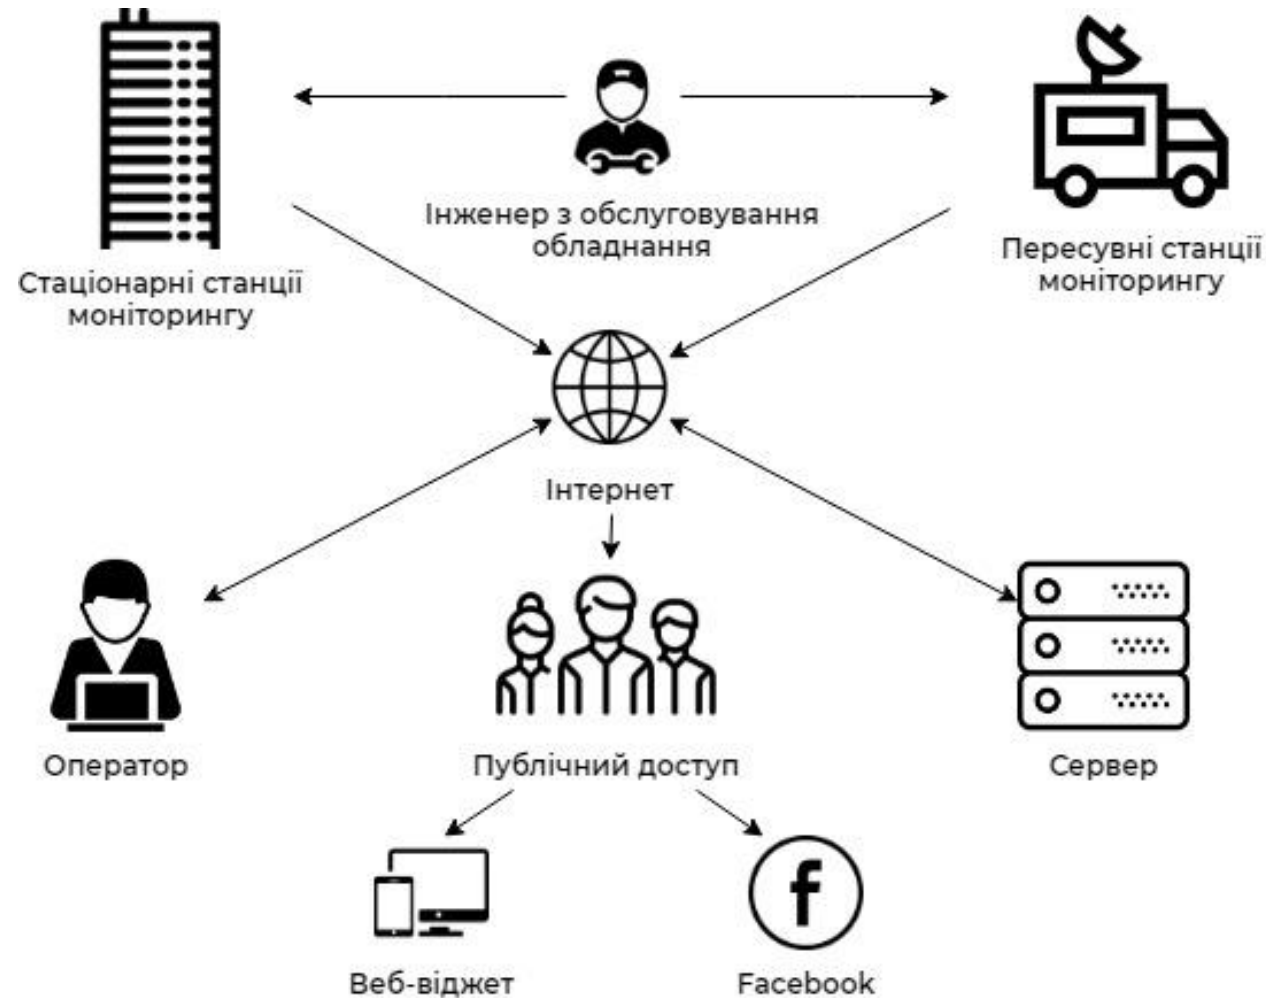 Інженер з обслуговування
обладнання
Пересувні станції
моніторингу
Стаціонарні станції
моніторингу
Інтернет
Оператор
Публічний доступ
Сервер
Веб-віджет
Facebook